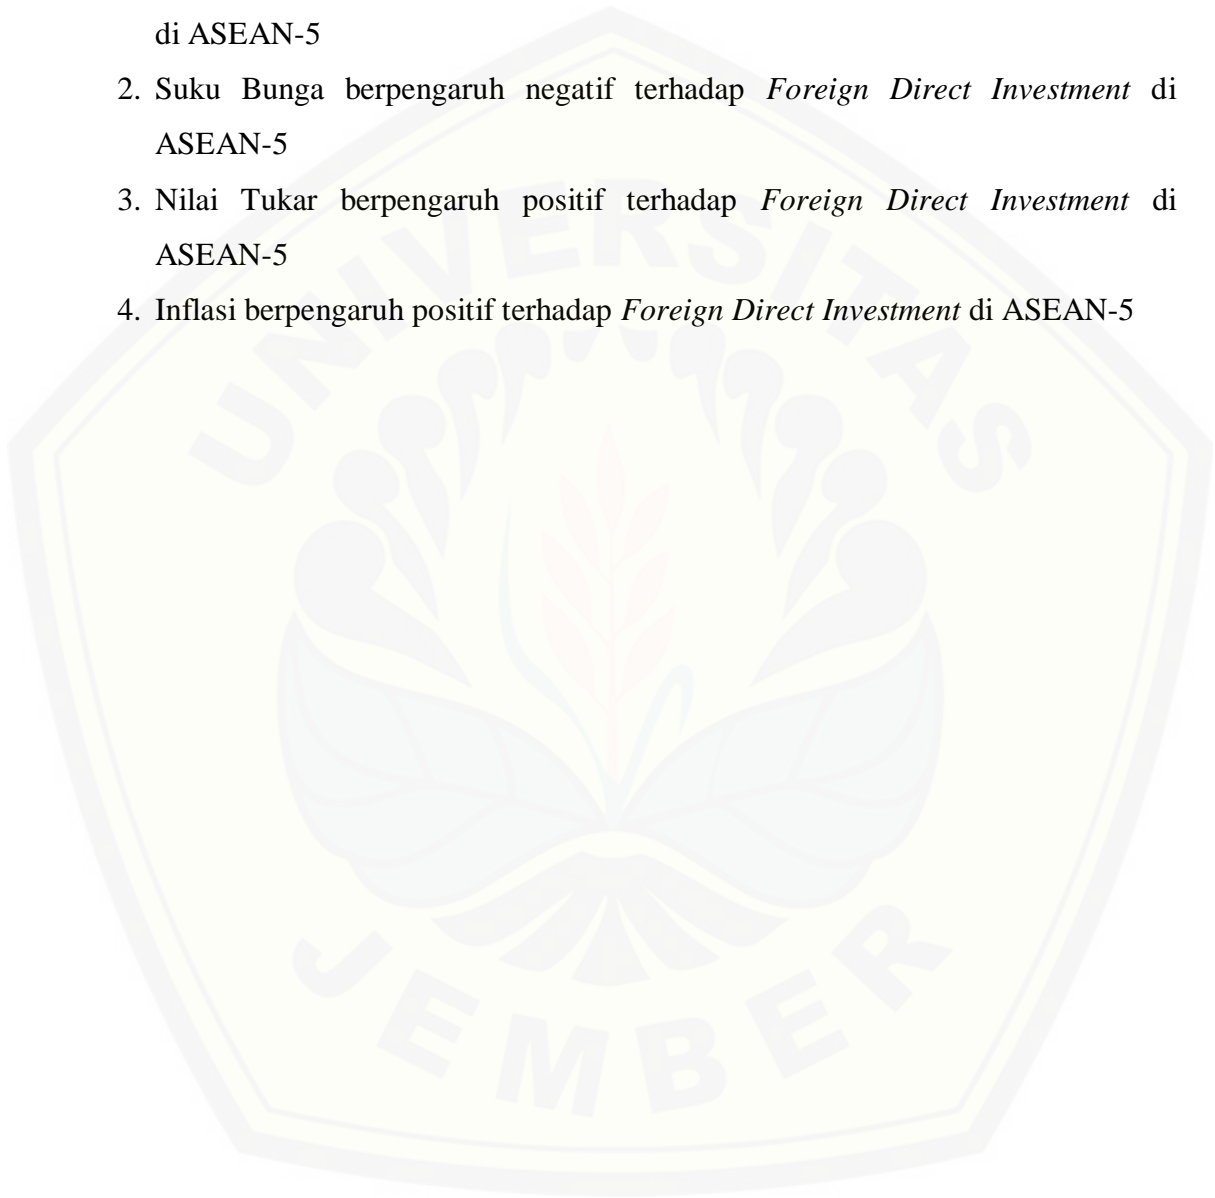 di ASEAN-5
2. Suku Bunga berpengaruh negatif terhadap Foreign Direct Investment di
ASEAN-5
3. Nilai Tukar berpengaruh positif terhadap Foreign Direct Investment di
ASEAN-5
4. Inflasi berpengaruh positif terhadap Foreign Direct Investment di ASEAN-5
UNIVERSITAS
JEMBER